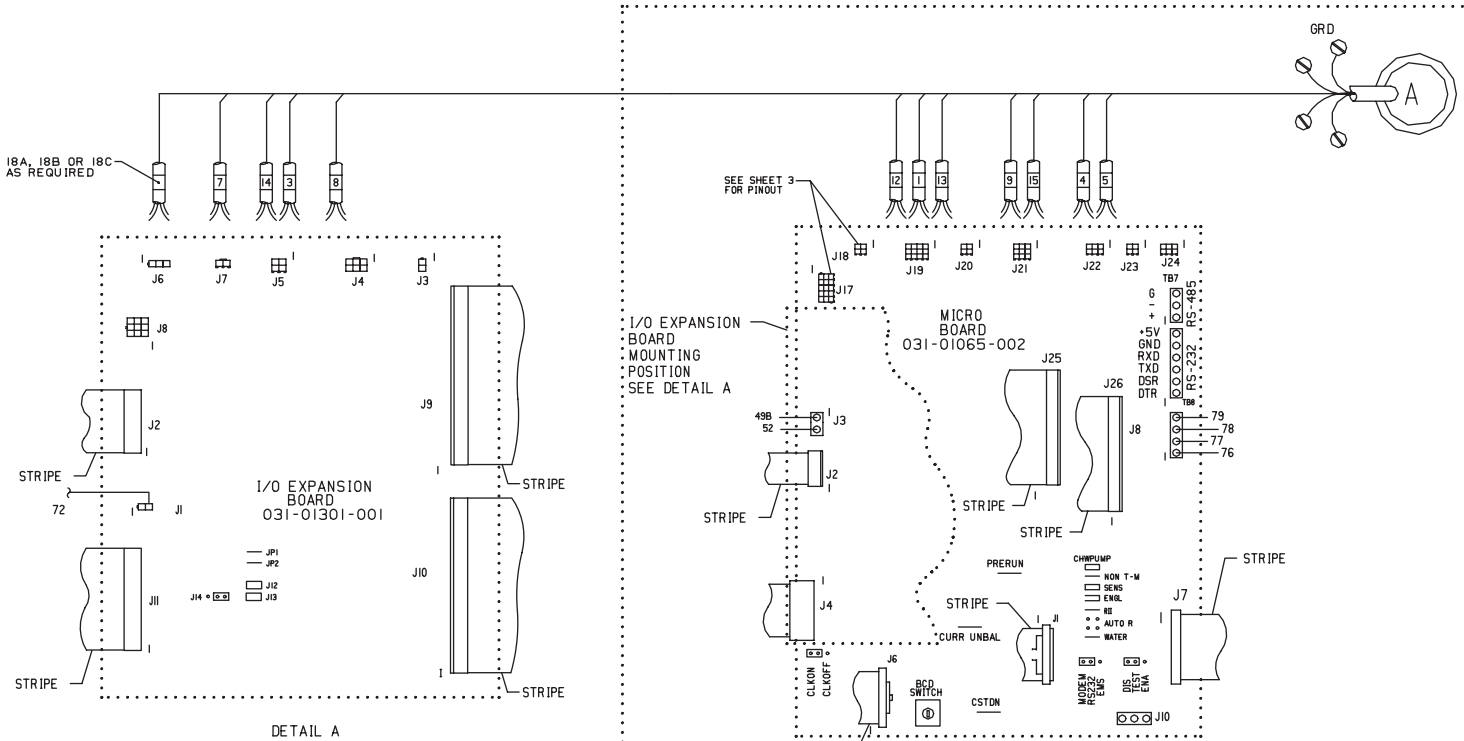 GRD
A
18A, 18B OR 18C
AS REQUIRED
7
14
3
8
SEE SHEET 3
FOR PINOUT
12
1
13
9
15
4
5
J6
J7
J5
J4
J3
J8
J2
STRIPE
72
J1
J11
STRIPE
I/O EXPANSION
BOARD
031-01301-001
JP1
JP2
J12
J13
J14
J9
STRIPE
J10
STRIPE
DETAIL A
I/O EXPANSION
BOARD
MOUNTING
POSITION
SEE DETAIL A
J18
J17
J19
J20
J21
J22
J23
J24
MICRO
BOARD
031-01065-002
TB7
G
-
+
RS-485
+5V
GND
RXD
TXD
DSR
DTR
RS-232
TB8
79
78
77
76
J25
J26
J8
STRIPE
STRIPE
49B
52
J3
J2
STRIPE
J4
PRERUN
STRIPE
J1
CURR UNBAL
CHWPUMP
NON T-M
SENS
ENGL
RII
AUTO R
WATER
J7
STRIPE
CLKON
CLKOFF
J6
BCD
SWITCH
CSTDN
MODEM
RS232
EMS
DIS
TEST
ENA
J10